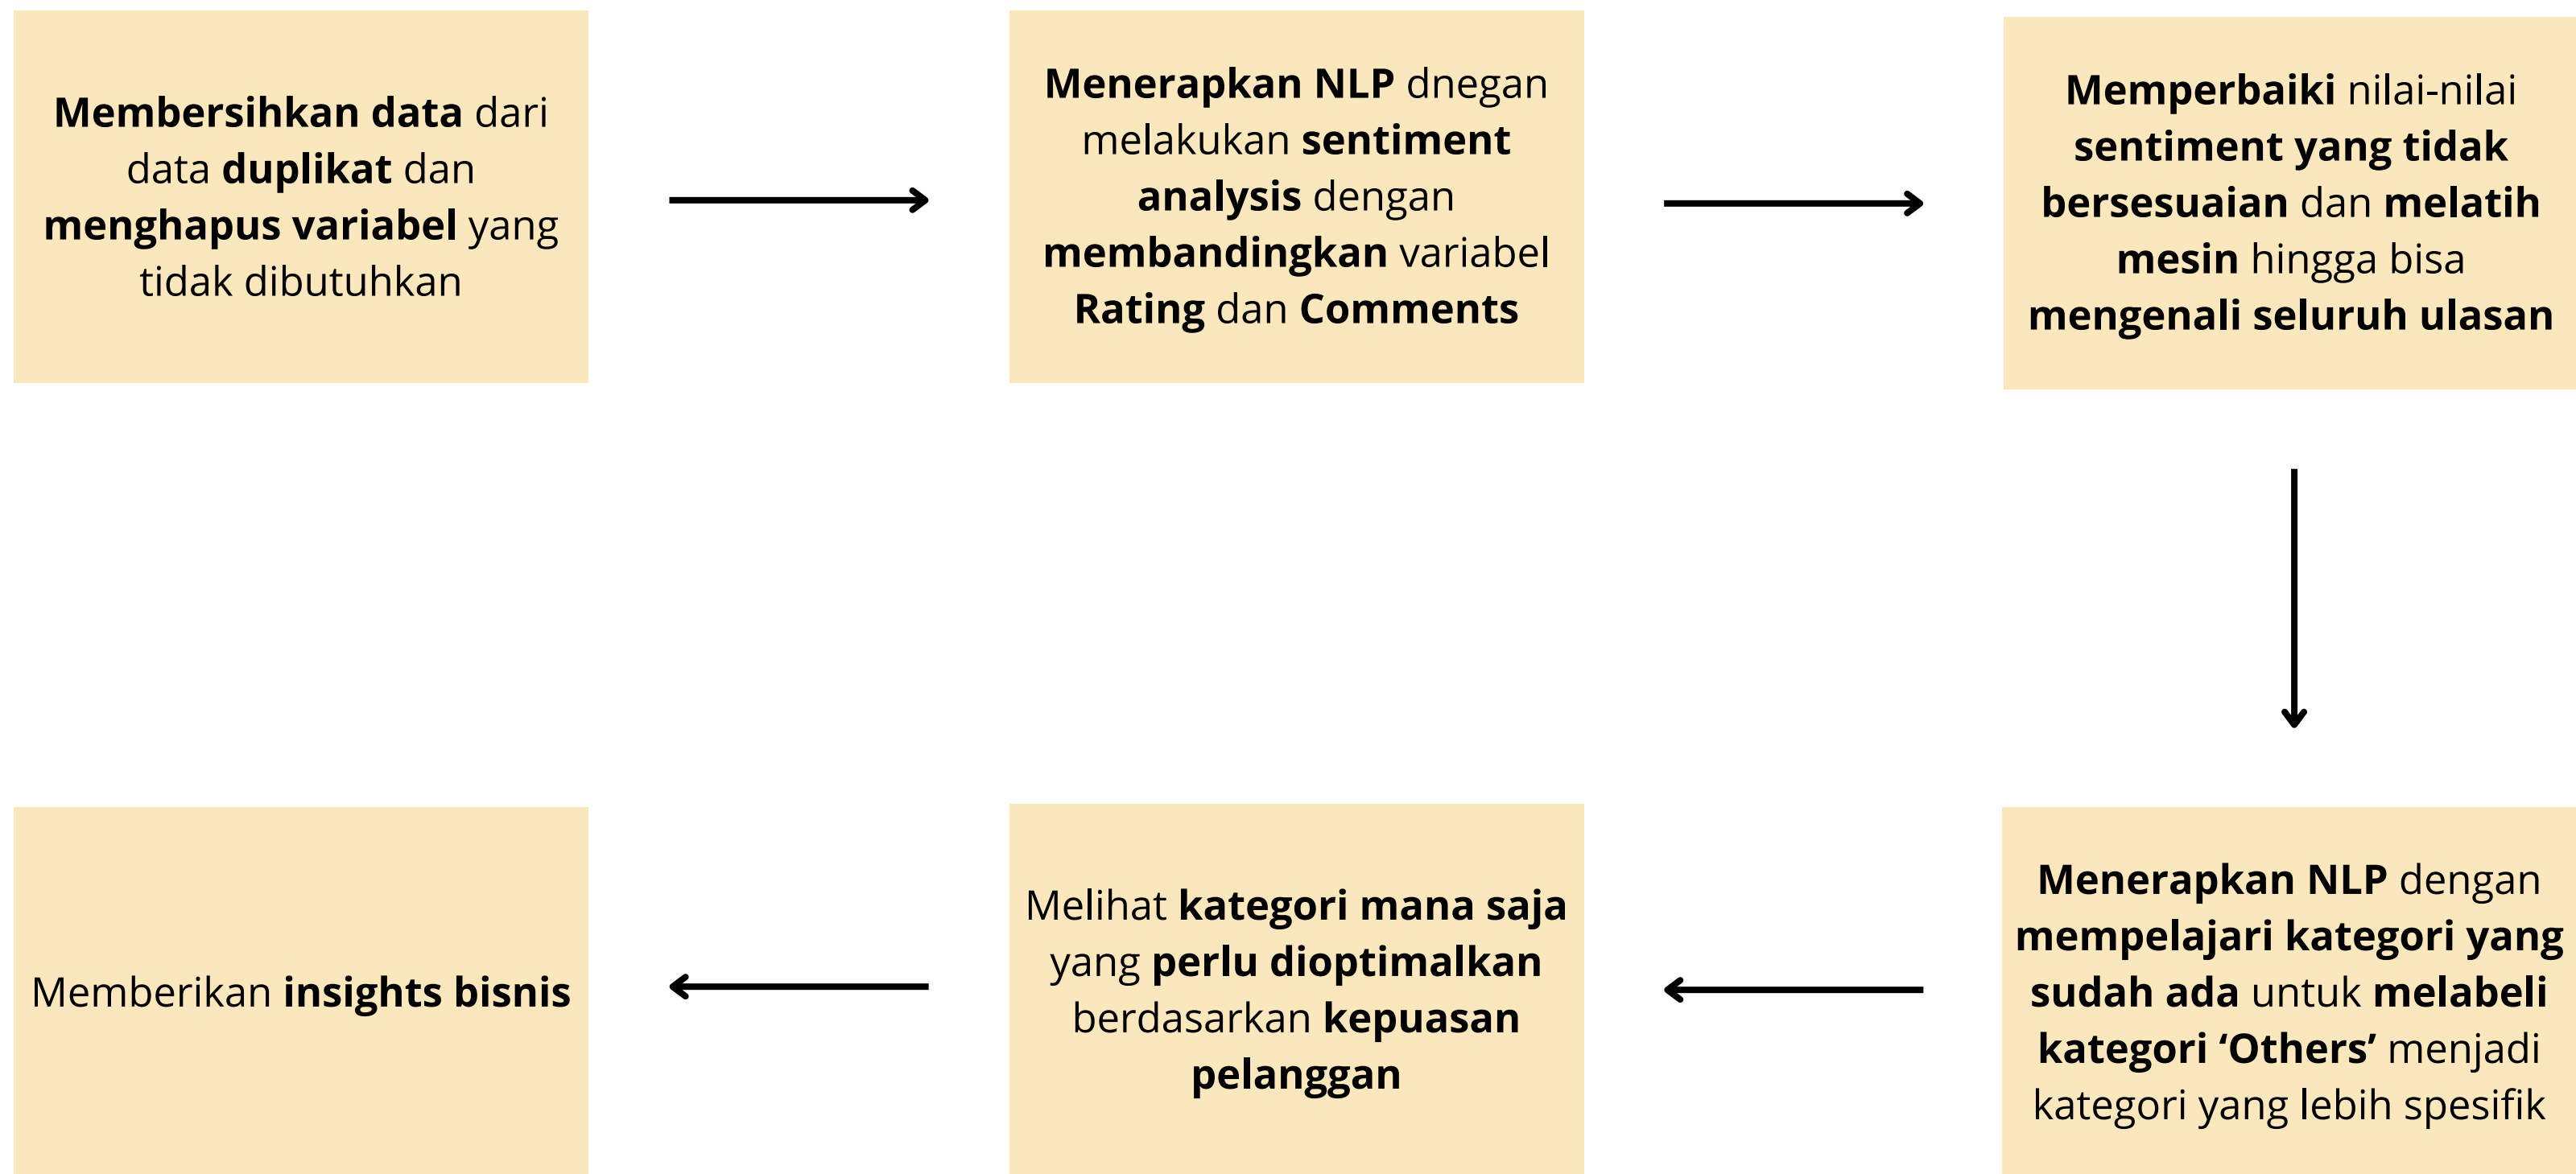 Membersihkan data dari
data duplikat dan
menghapus variabel yang
tidak dibutuhkan
Menerapkan NLP dnegan
melakukan sentiment
analysis dengan
membandingkan variabel
Rating dan Comments
Memperbaiki nilai-nilai
sentiment yang tidak
bersesuaian dan melatih
mesin hingga bisa
mengenali seluruh ulasan
Menerapkan NLP dengan
mempelajari kategori yang
sudah ada untuk melabeli
kategori ‘Others’ menjadi
kategori yang lebih spesifik
Melihat kategori mana saja
yang perlu dioptimalkan
berdasarkan kepuasan
pelanggan
Memberikan insights bisnis